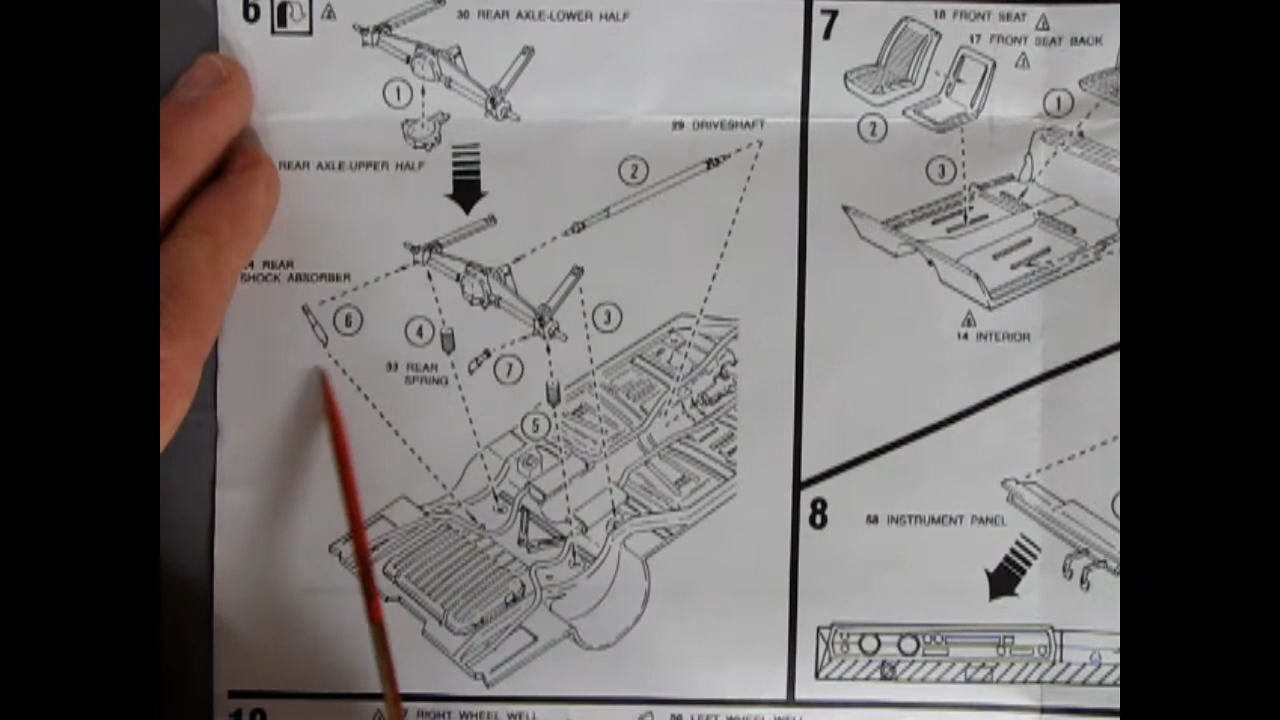 6
30 REAR AXLE-LOWER HALF
1
REAR AXLE-UPPER HALF
29 DRIVESHAFT
2
REAR
SHOCK ABSORBER
6
4
3
33 REAR
SPRING
7
5
7
18 FRONT SEAT
17 FRONT SEAT BACK
1
2
3
14 INTERIOR
8
58 INSTRUMENT PANEL
10
RIGHT WHEEL WELL
56 LEFT WHEEL WELL